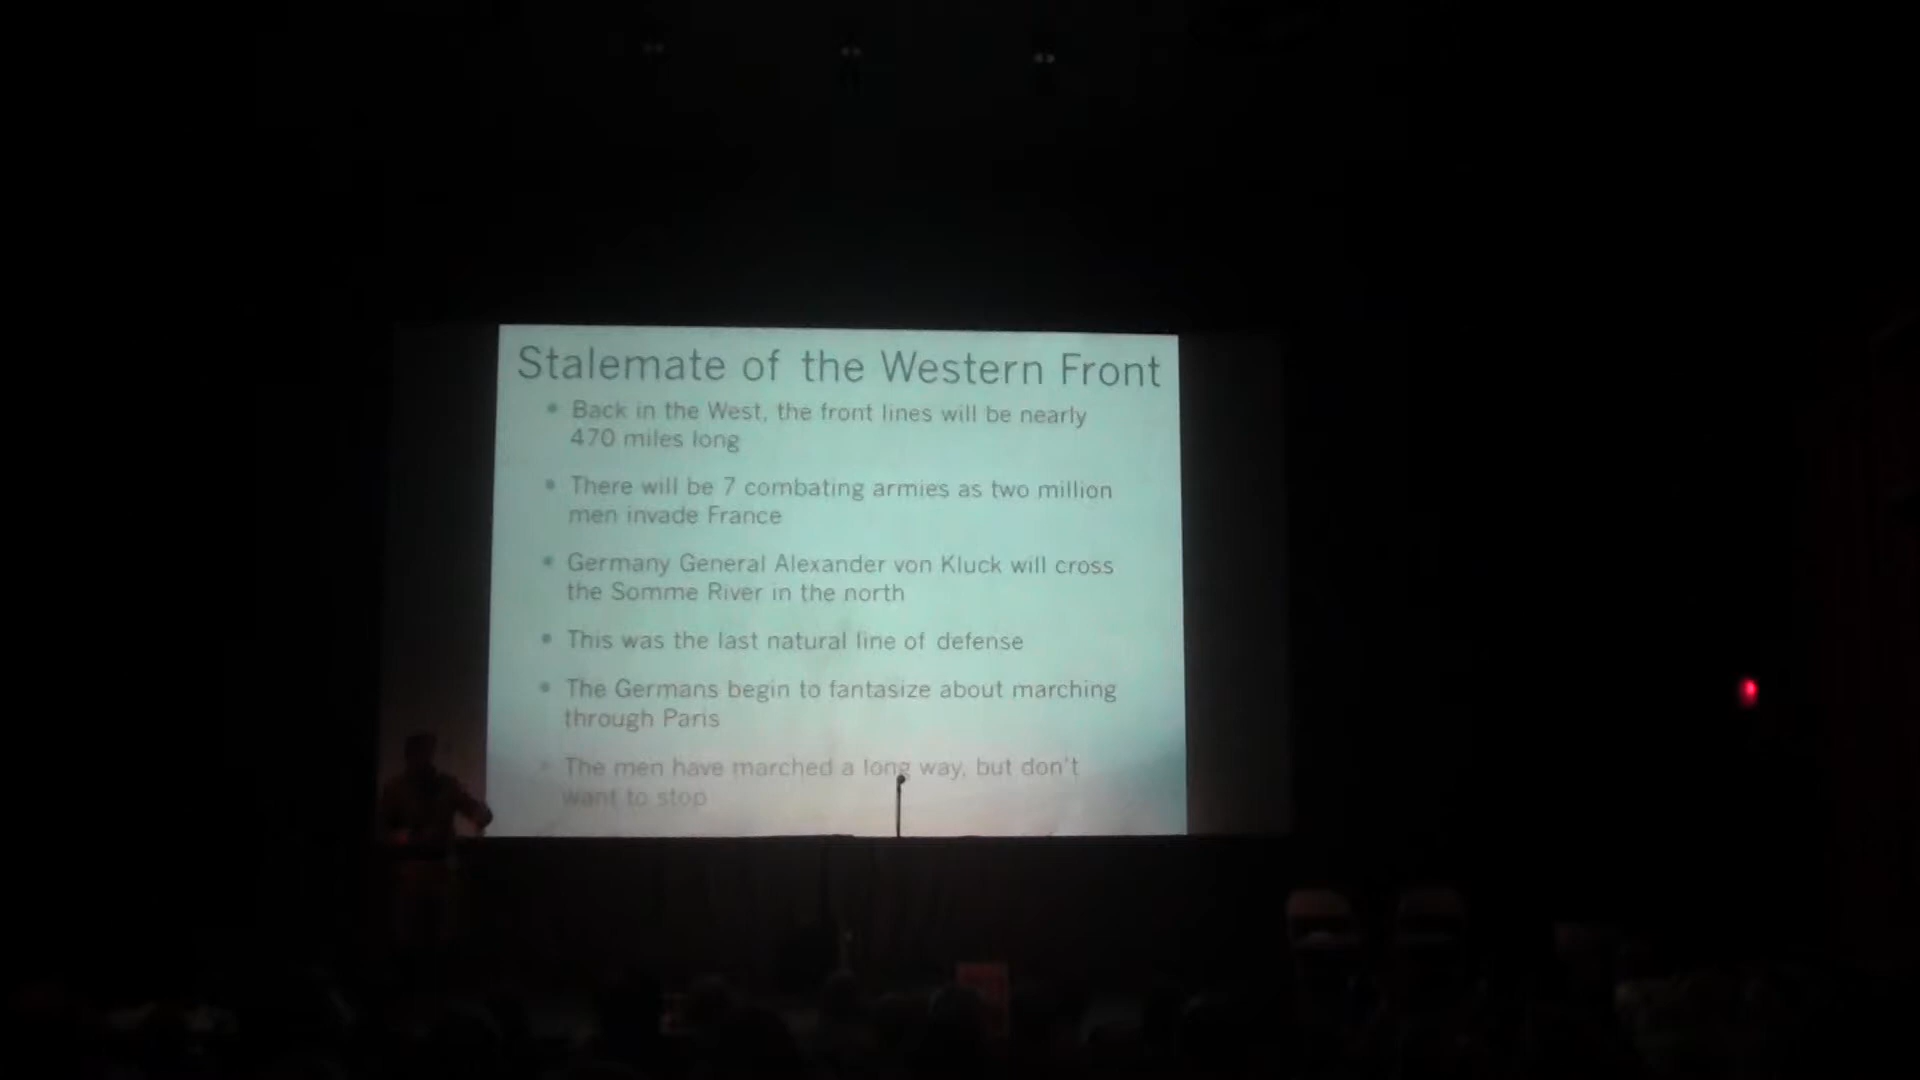 Stalemate of the Western Front
• Back in the West, the front lines will be nearly
470 miles long
• There will be 7 combating armies as two million
men invade France
• Germany General Alexander von Kluck will cross
the Somme River in the north
• This was the last natural line of defense
• The Germans begin to fantasize about marching
through Paris
• The men have marched a long way, but don't
want to stop